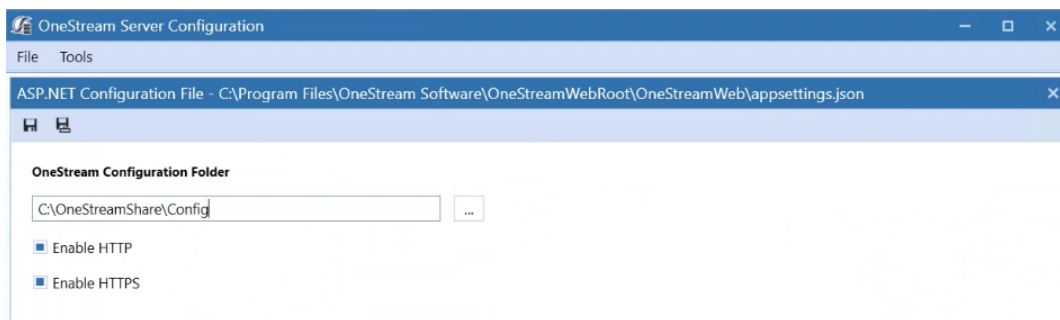 OneStream Server Configuration
File Tools
ASP.NET Configuration File - C:\Program Files\OneStream Software\OneStreamWebRoot\OneStreamWeb\appsettings.json
OneStream Configuration Folder
C:\OneStreamShare\Config
...
Enable HTTP
Enable HTTPS